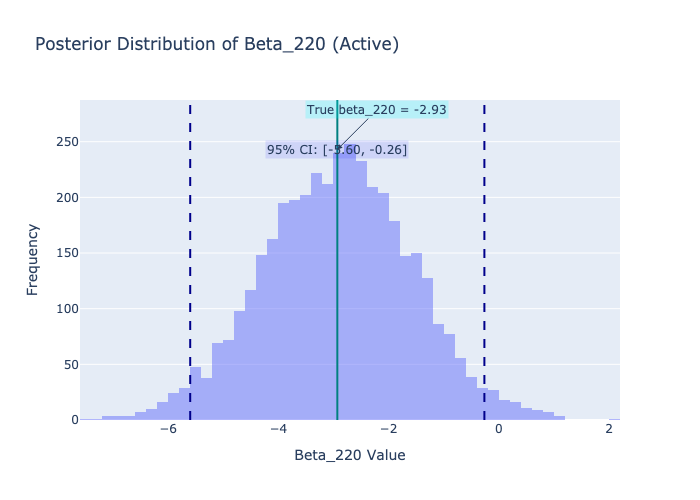 Posterior Distribution of Beta_220 (Active)
True beta_220 = -2.93
95% CI: [-5.60, -0.26]
250
200
150
100
50
0
Frequency
−6
−4
−2
0
2
Beta_220 Value